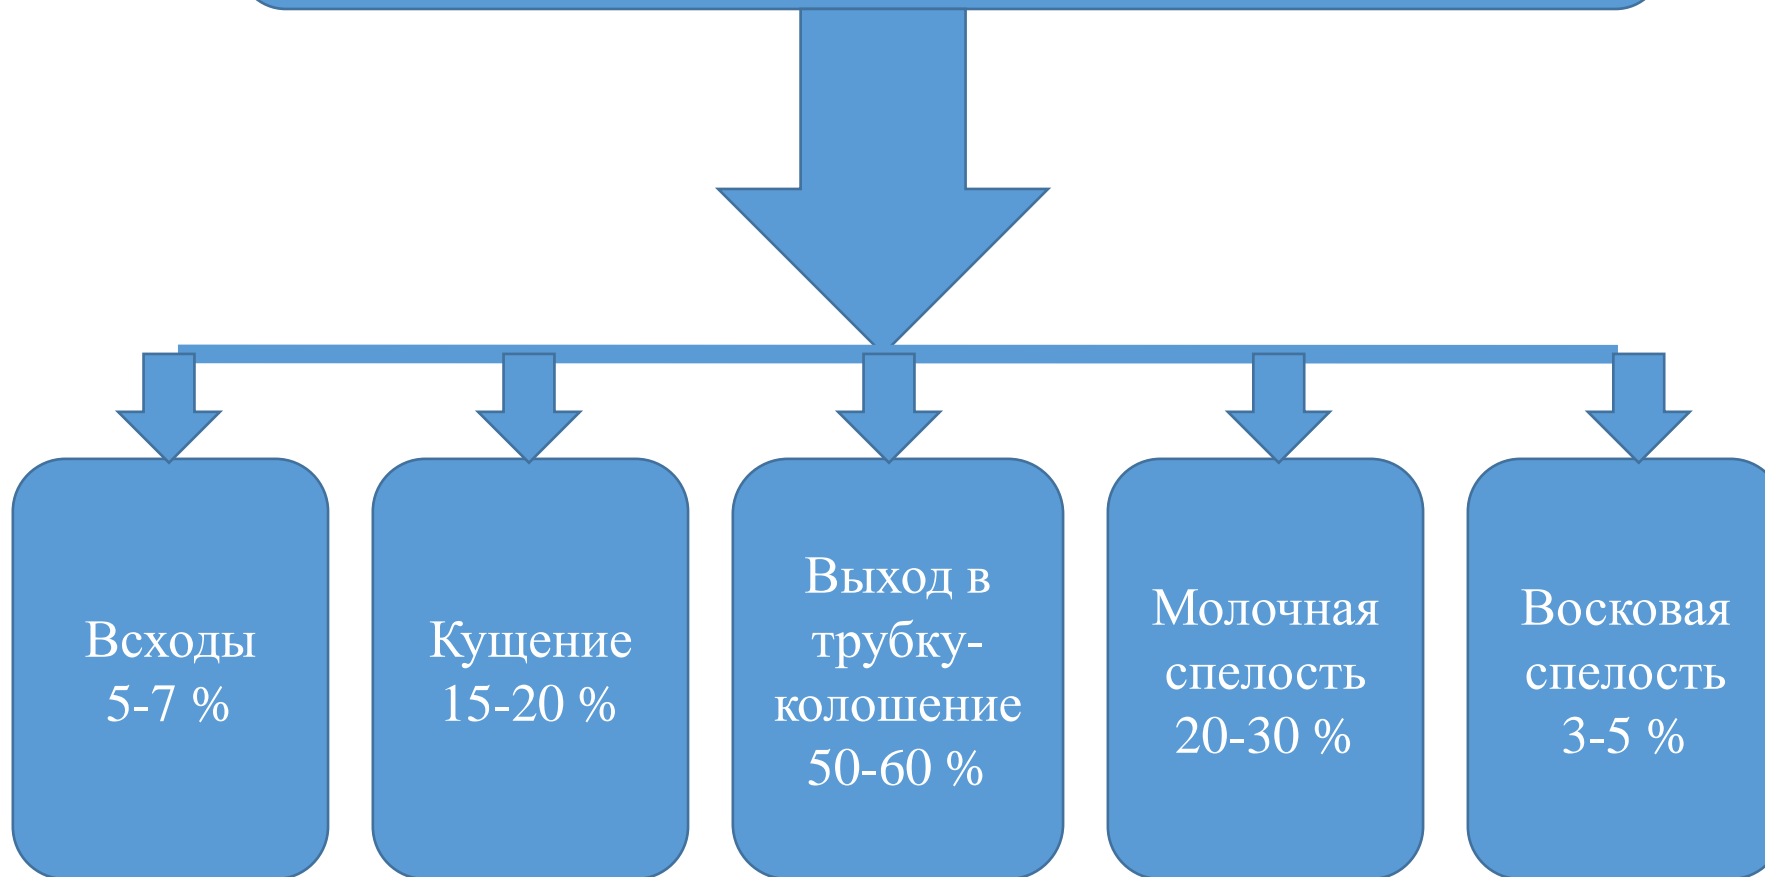 Всходы
5-7 %
Кущение
15-20 %
Выход в
трубку-
колошение
50-60 %
Молочная
спелость
20-30 %
Восковая
спелость
3-5 %